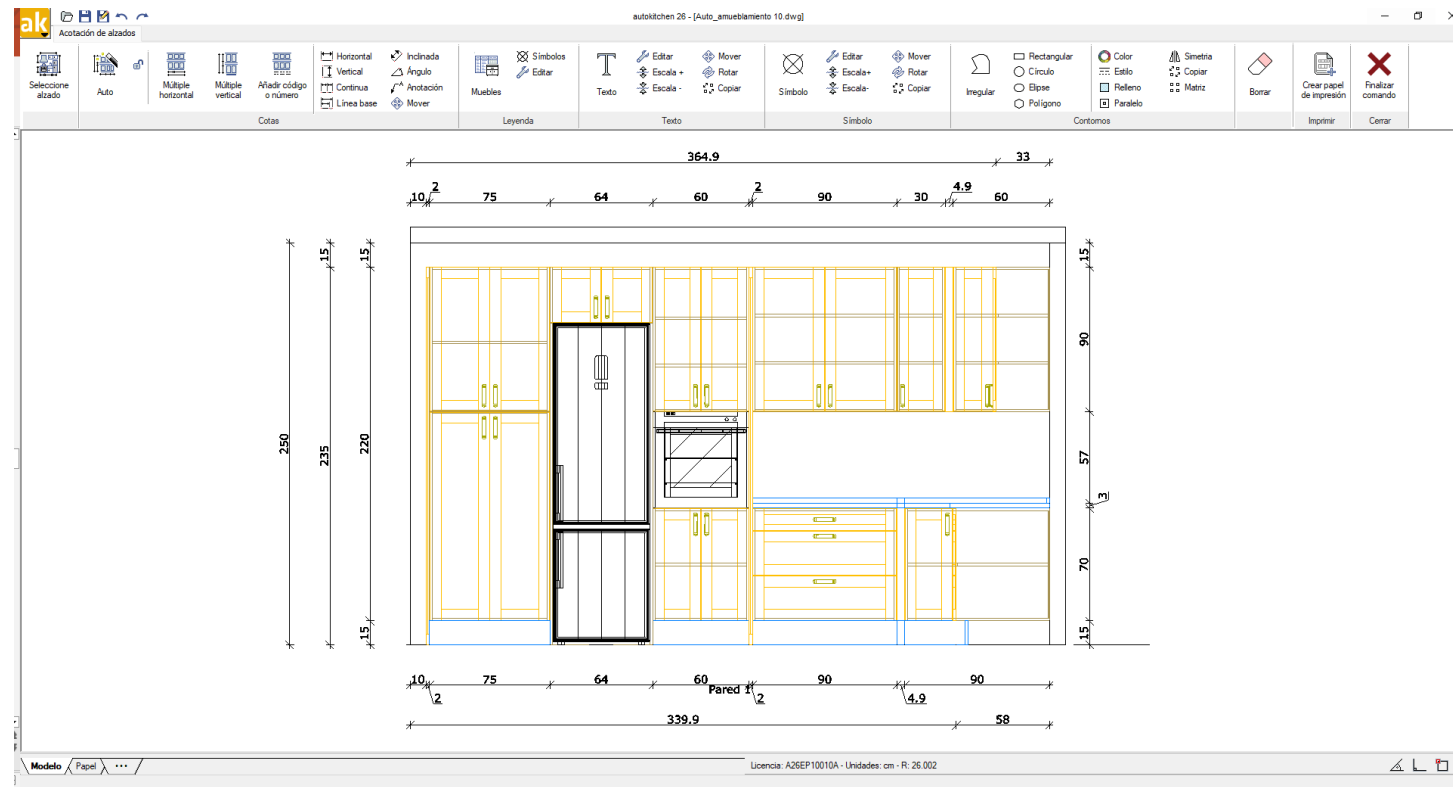 autokitchen 26 - [Auto_amueblamiento 10.dwg]
ak
Acotación de alzados
Seleccione alzado
Auto
Múltiple horizontal
Múltiple vertical
Añadir código o número
Horizontal
Vertical
Continua
Línea base
Inclinada
Ángulo
Anotación
Mover
Cotas
Muebles
Símbolos
Editar
Leyenda
Texto
Editar
Escala +
Escala -
Mover
Rotar
Copiar
Texto
Símbolo
Editar
Escala+
Escala-
Mover
Rotar
Copiar
Símbolo
Irregular
Rectangular
Círculo
Elipse
Polígono
Color
Estilo
Relleno
Paralelo
Simetria
Copiar
Matriz
Contornos
Borrar
Crear papel de impresión
Imprimir
Finalizar comando
Cerrar
364.9 33
10 2 75 64 60 2 90 30 4.9 60
15 15 15
250 235 220 90
57
3
70
15 15
10 2 75 64 60 2 90 4.9 90
Pared 1
339.9 58
Modelo Papel ...
Licencia: A26EP10010A - Unidades: cm - R: 26.002